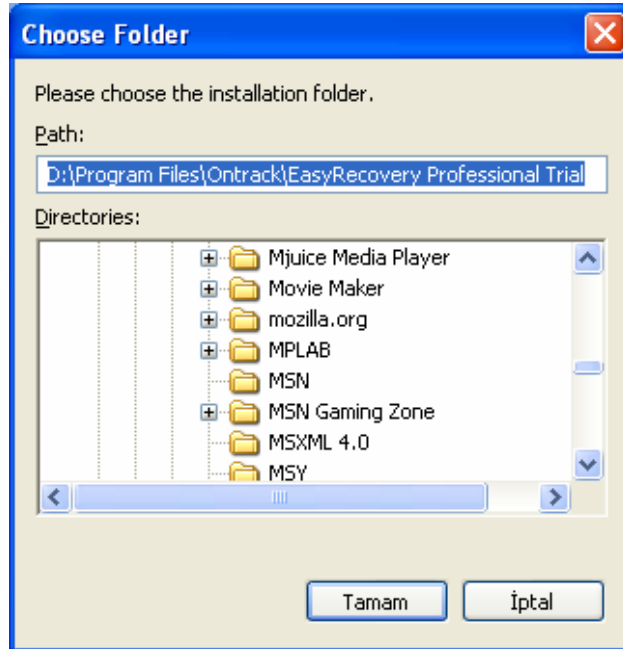 Choose Folder
Please choose the installation folder.
Path:
D:\Program Files\Ontrack\EasyRecovery Professional Trial
Directories:
Mjuice Media Player
Movie Maker
mozilla.org
MPLAB
MSN
MSN Gaming Zone
MSXML 4.0
MSY
Tamam
İptal